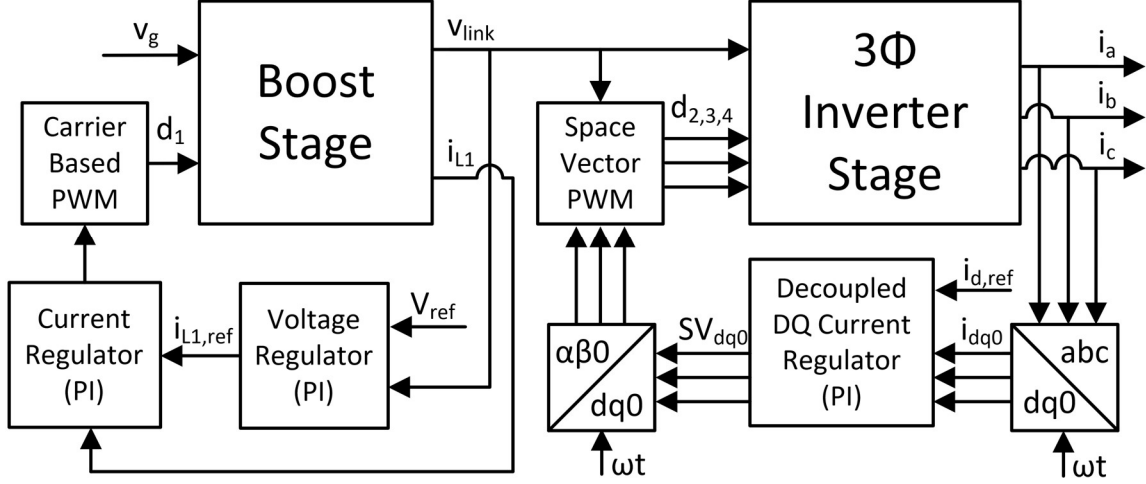 v_g
Boost
Stage
v_link
i_L1
Carrier
Based
PWM
d_1
Space
Vector
PWM
d_2,3,4
3Φ
Inverter
Stage
i_a
i_b
i_c
Current
Regulator
(PI)
i_L1,ref
Voltage
Regulator
(PI)
V_ref
αβ0
dq0
ωt
SV_dq0
Decoupled
DQ Current
Regulator
(PI)
i_d,ref
i_dq0
abc
dq0
ωt